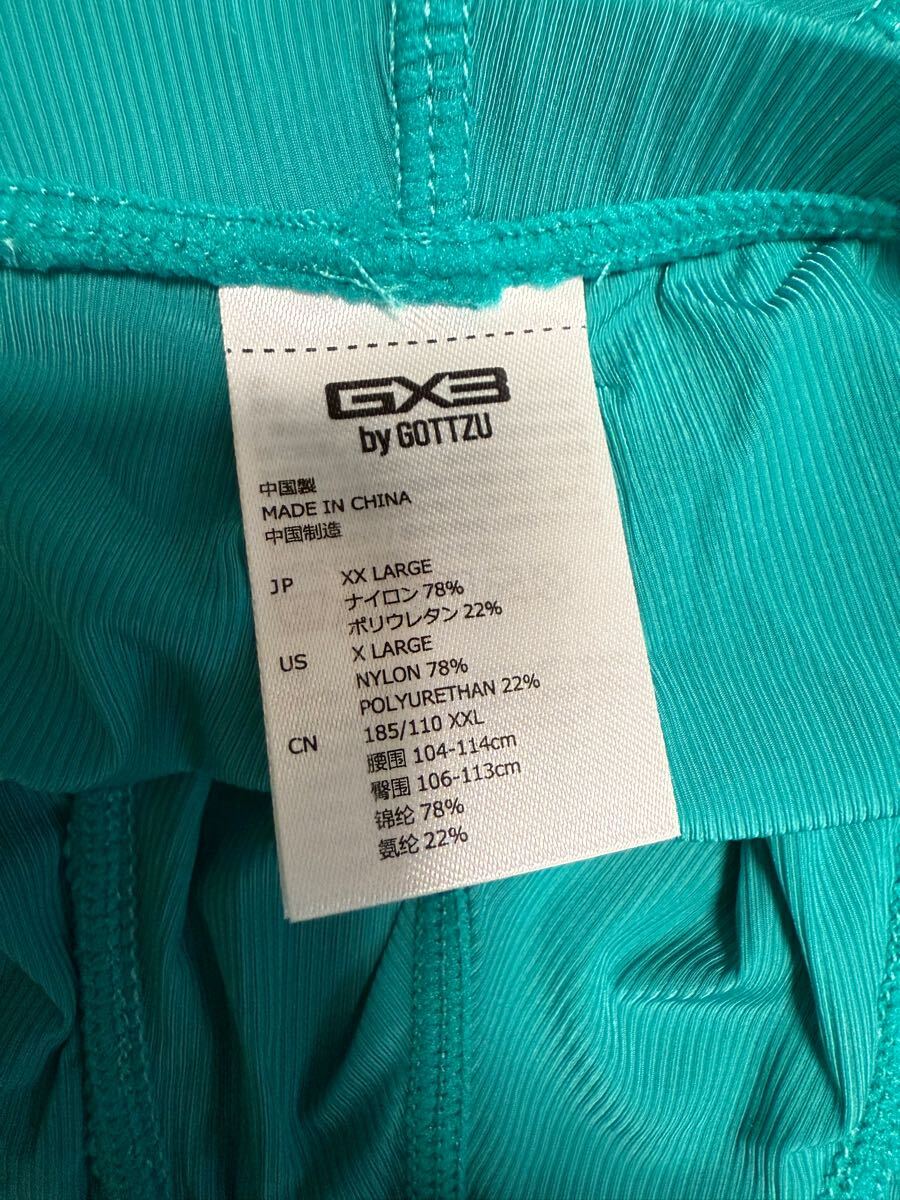 GX3
by GOTTZU
中国製
MADE IN CHINA
中国制造
JP XX LARGE
ナイロン 78%
ポリウレタン 22%
US X LARGE
NYLON 78%
POLYURETHAN 22%
CN 185/110 XXL
腰围 104-114cm
臀围 106-113cm
锦纶 78%
氨纶 22%